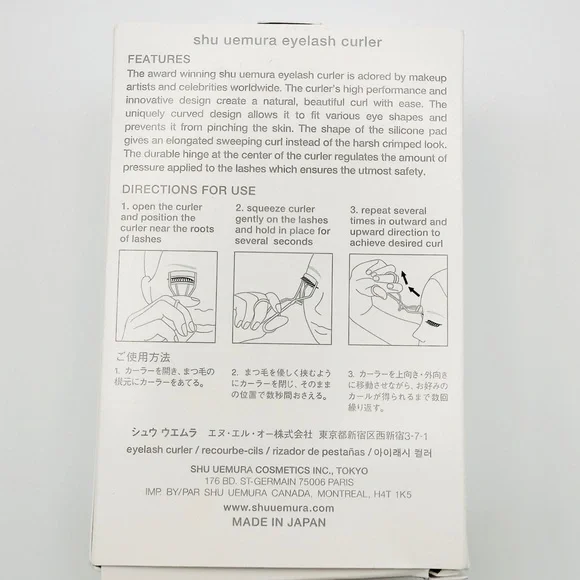 shu uemura eyelash curler
FEATURES
The award winning shu uemura eyelash curler is adored by makeup
artists and celebrities worldwide. The curler's high performance and
innovative design create a natural, beautiful curl with ease. The
uniquely curved design allows it to fit various eye shapes and
prevents it from pinching the skin. The shape of the silicone pad
gives an elongated sweeping curl instead of the harsh crimped look.
The durable hinge at the center of the curler regulates the amount of
pressure applied to the lashes which ensures the utmost safety.
DIRECTIONS FOR USE
1. open the curler
and position the
curler near the roots
of lashes
2. squeeze curler
gently on the lashes
and hold in place for
several seconds
3. repeat several
times in outward and
upward direction to
achieve desired curl
ご使用方法
1. カーラーを開き、まつ毛の
根元にカーラーをあてる。
2. まつ毛を優しく挟むよう
にカーラーを閉じ、そのまま
の位置で数秒間おさえる。
3. カーラーを上向き・外向き
に移動させながら、お好みの
カールが得られるまで数回
繰り返す。
シュウ ウエムラ エヌ・エル・オー株式会社 東京都新宿区西新宿3-7-1
eyelash curler / recourbe-cils / rizador de pestañas / 아이래시 컬러
SHU UEMURA COSMETICS INC., TOKYO
176 BD. ST-GERMAIN 75006 PARIS
IMP. BY/PAR SHU UEMURA CANADA, MONTREAL, H4T 1K5
www.shuuemura.com
MADE IN JAPAN